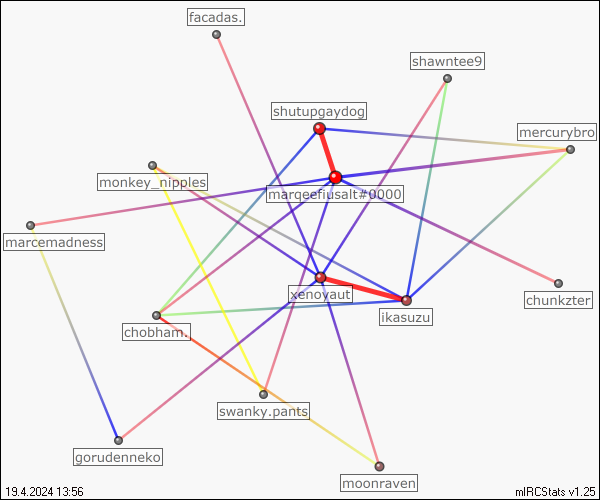 facadas.
shawntee9
shutupgaydog
mercurybro
monkey_nipples
marqeefiusalt#0000
marcemadness
xenoyaut
chunkzter
ikasuzu
chobham.
swanky.pants
gorudenneko
moonraven
19.4.2024 13:56
mIRCStats v1.25